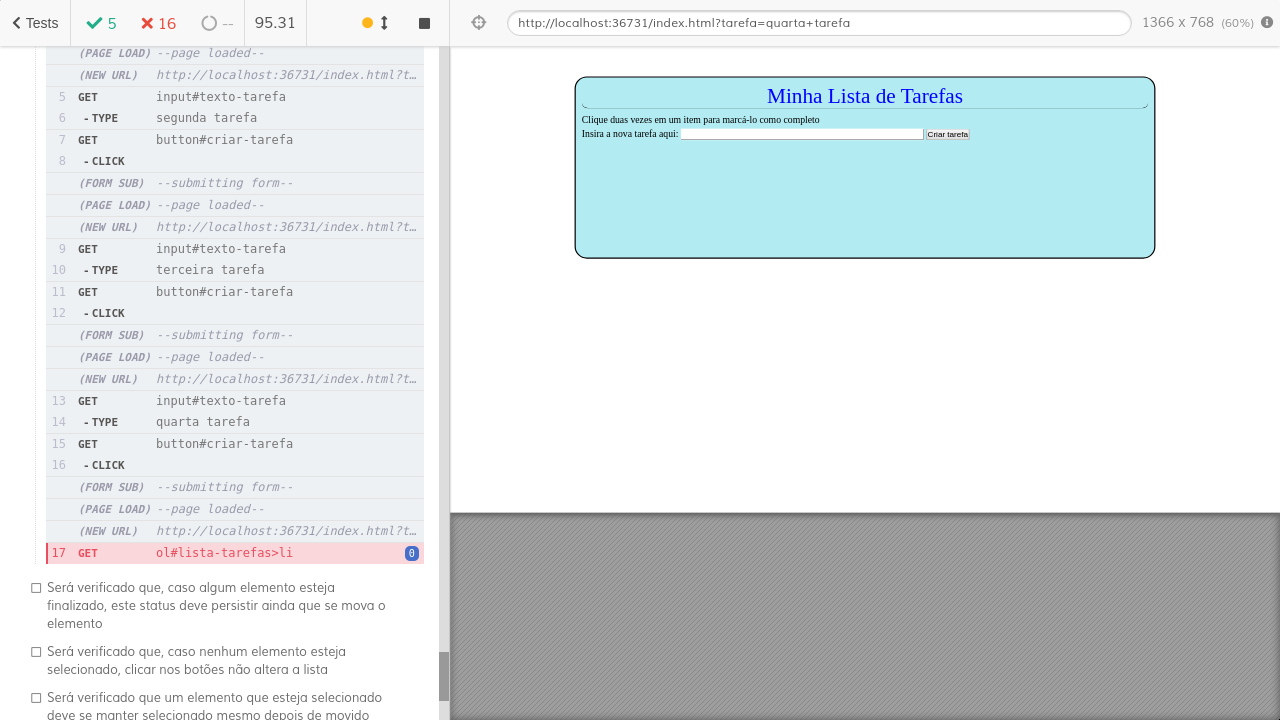 Tests 5 16 -- 95.31 http://localhost:36731/index.html?tarefa=quarta+tarefa 1366 x 768 (60%)
(PAGE LOAD) --page loaded--
(NEW URL) http://localhost:36731/index.html?t…
5 GET input#texto-tarefa
6 -TYPE segunda tarefa
7 GET button#criar-tarefa
8 -CLICK
(FORM SUB) --submitting form--
(PAGE LOAD) --page loaded--
(NEW URL) http://localhost:36731/index.html?t…
9 GET input#texto-tarefa
10 -TYPE terceira tarefa
11 GET button#criar-tarefa
12 -CLICK
(FORM SUB) --submitting form--
(PAGE LOAD) --page loaded--
(NEW URL) http://localhost:36731/index.html?t…
13 GET input#texto-tarefa
14 -TYPE quarta tarefa
15 GET button#criar-tarefa
16 -CLICK
(FORM SUB) --submitting form--
(PAGE LOAD) --page loaded--
(NEW URL) http://localhost:36731/index.html?t…
17 GET ol#lista-tarefas>li 0
Será verificado que, caso algum elemento esteja
finalizado, este status deve persistir ainda que se mova o
elemento
Será verificado que, caso nenhum elemento esteja
selecionado, clicar nos botões não altera a lista
Será verificado que um elemento que esteja selecionado
deve se manter selecionado mesmo depois de movido
Minha Lista de Tarefas
Clique duas vezes em um item para marcá-lo como completo
Insira a nova tarefa aqui: Criar tarefa